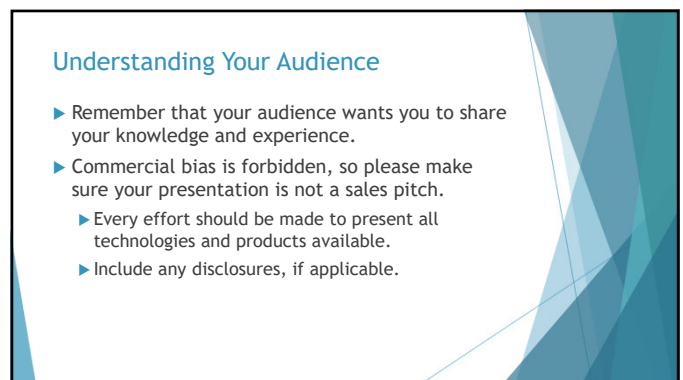 Understanding Your Audience
Remember that your audience wants you to share
your knowledge and experience.
Commercial bias is forbidden, so please make
sure your presentation is not a sales pitch.
Every effort should be made to present all
technologies and products available.
Include any disclosures, if applicable.